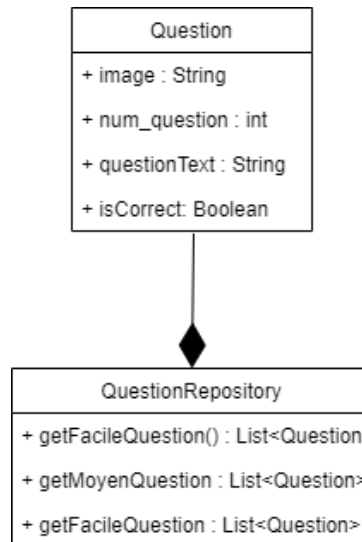 Question
+ image : String
+ num_question : int
+ questionText : String
+ isCorrect: Boolean
QuestionRepository
+ getFacileQuestion() : List<Question
+ getMoyenQuestion : List<Question>
+ getFacileQuestion : List<Question>